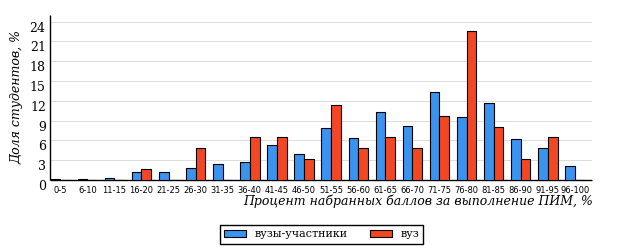 Доля студентов, %
24
21
18
15
12
9
6
3
0
0-5 6-10 11-15 16-20 21-25 26-30 31-35 36-40 41-45 46-50 51-55 56-60 61-65 66-70 71-75 76-80 81-85 86-90 91-95 96-100
Процент набранных баллов за выполнение ПИМ, %
вузы-участники вуз